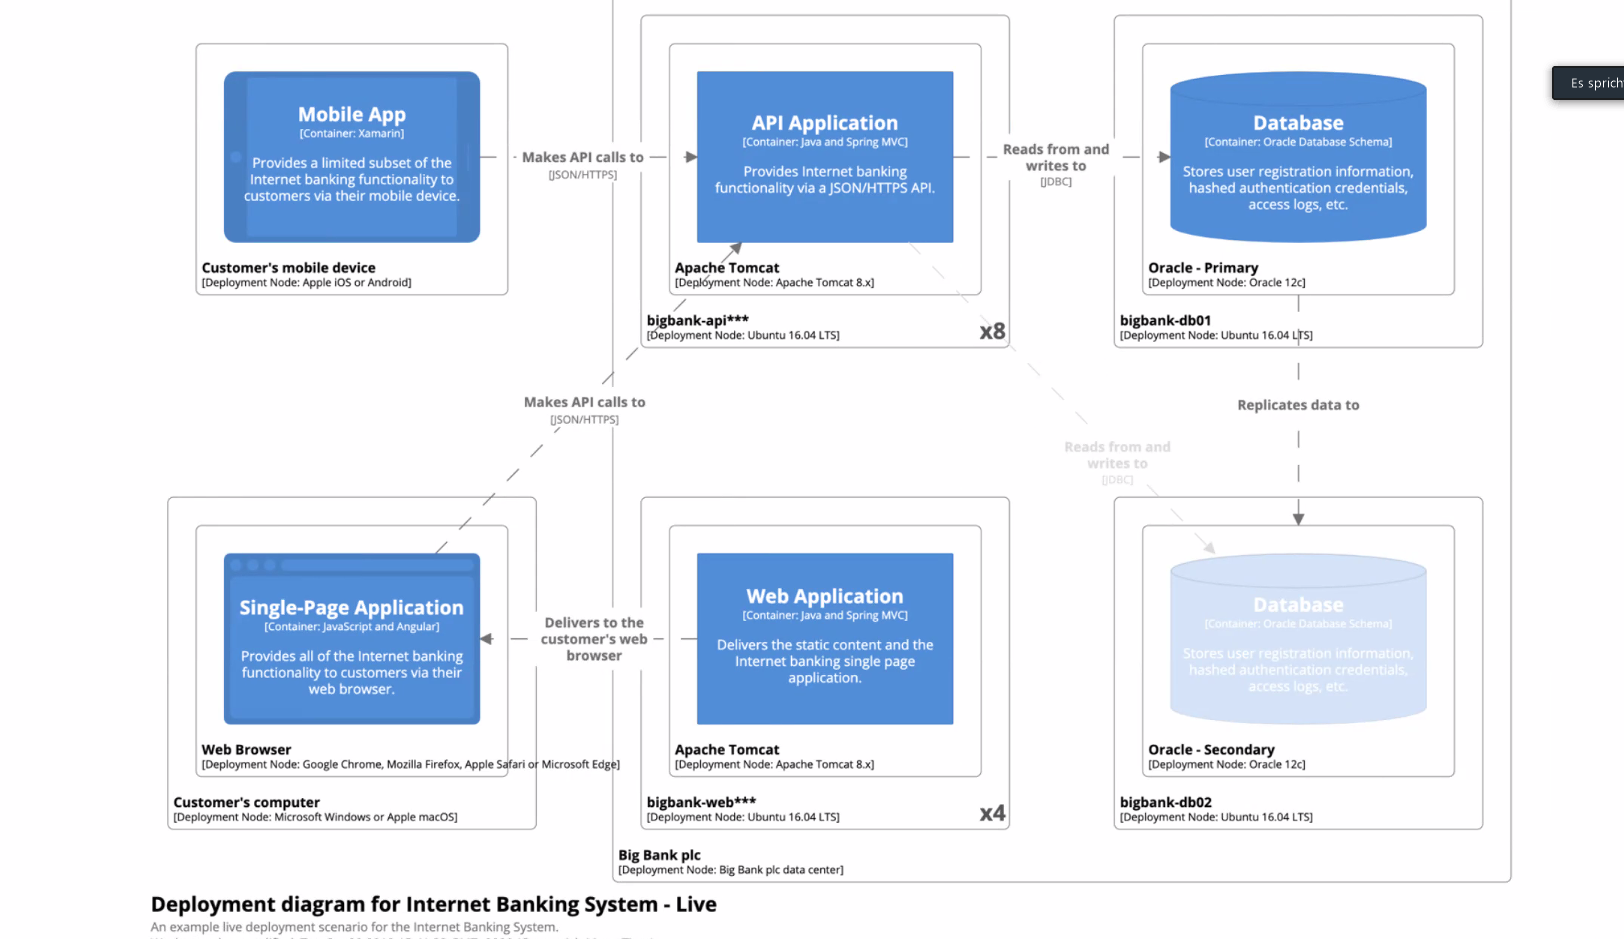 Mobile App
[Container: Xamarin]
Provides a limited subset of the
Internet banking functionality to
customers via their mobile device.
Customer's mobile device
[Deployment Node: Apple iOS or Android]
Makes API calls to
[JSON/HTTPS]
API Application
[Container: Java and Spring MVC]
Provides Internet banking
functionality via a JSON/HTTPS API.
Apache Tomcat
[Deployment Node: Apache Tomcat 8.x]
bigbank-api***
[Deployment Node: Ubuntu 16.04 LTS]
x8
Reads from and
writes to
[JDBC]
Database
[Container: Oracle Database Schema]
Stores user registration information,
hashed authentication credentials,
access logs, etc.
Oracle - Primary
[Deployment Node: Oracle 12c]
bigbank-db01
[Deployment Node: Ubuntu 16.04 LTS]
Es sprich
Makes API calls to
[JSON/HTTPS]
Reads from and
writes to
[JDBC]
Replicates data to
Single-Page Application
[Container: JavaScript and Angular]
Provides all of the Internet banking
functionality to customers via their
web browser.
Web Browser
[Deployment Node: Google Chrome, Mozilla Firefox, Apple Safari or Microsoft Edge]
Customer's computer
[Deployment Node: Microsoft Windows or Apple macOS]
Delivers to the
customer's web
browser
Web Application
[Container: Java and Spring MVC]
Delivers the static content and the
Internet banking single page
application.
Apache Tomcat
[Deployment Node: Apache Tomcat 8.x]
bigbank-web***
[Deployment Node: Ubuntu 16.04 LTS]
x4
Database
[Container: Oracle Database Schema]
Stores user registration information,
hashed authentication credentials,
access logs, etc.
Oracle - Secondary
[Deployment Node: Oracle 12c]
bigbank-db02
[Deployment Node: Ubuntu 16.04 LTS]
Big Bank plc
[Deployment Node: Big Bank plc data center]
Deployment diagram for Internet Banking System - Live
An example live deployment scenario for the Internet Banking System.